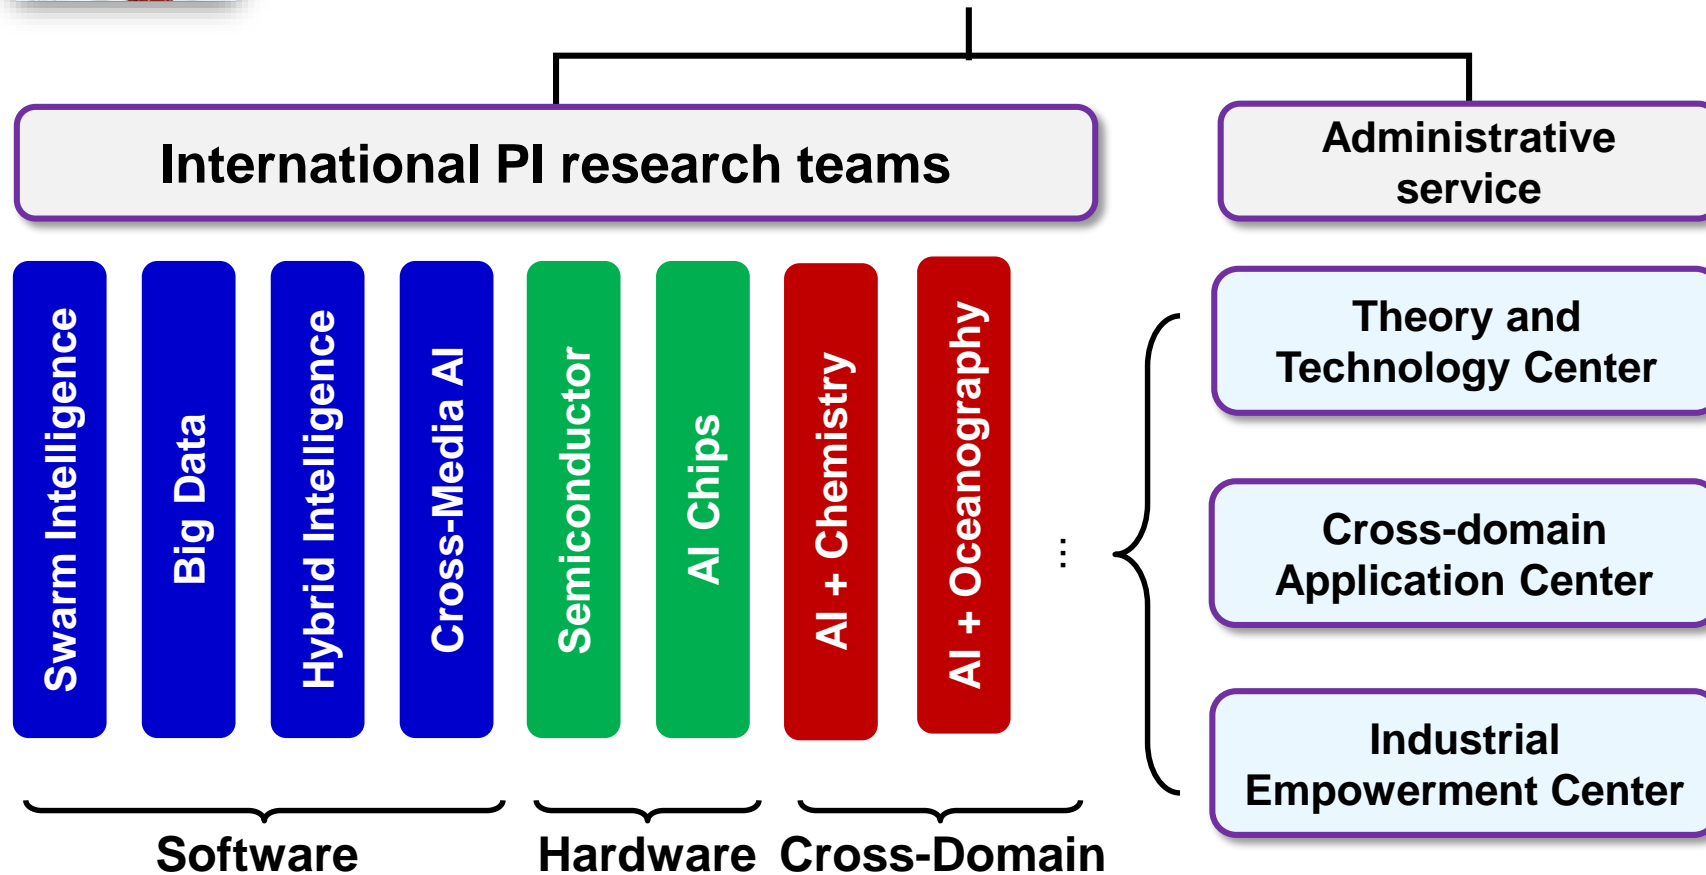 International PI research teams
Administrative
service
Swarm Intelligence
Big Data
Hybrid Intelligence
Cross-Media AI
Semiconductor
AI Chips
AI + Chemistry
AI + Oceanography
...
Theory and
Technology Center
Cross-domain
Application Center
Industrial
Empowerment Center
Software
Hardware
Cross-Domain